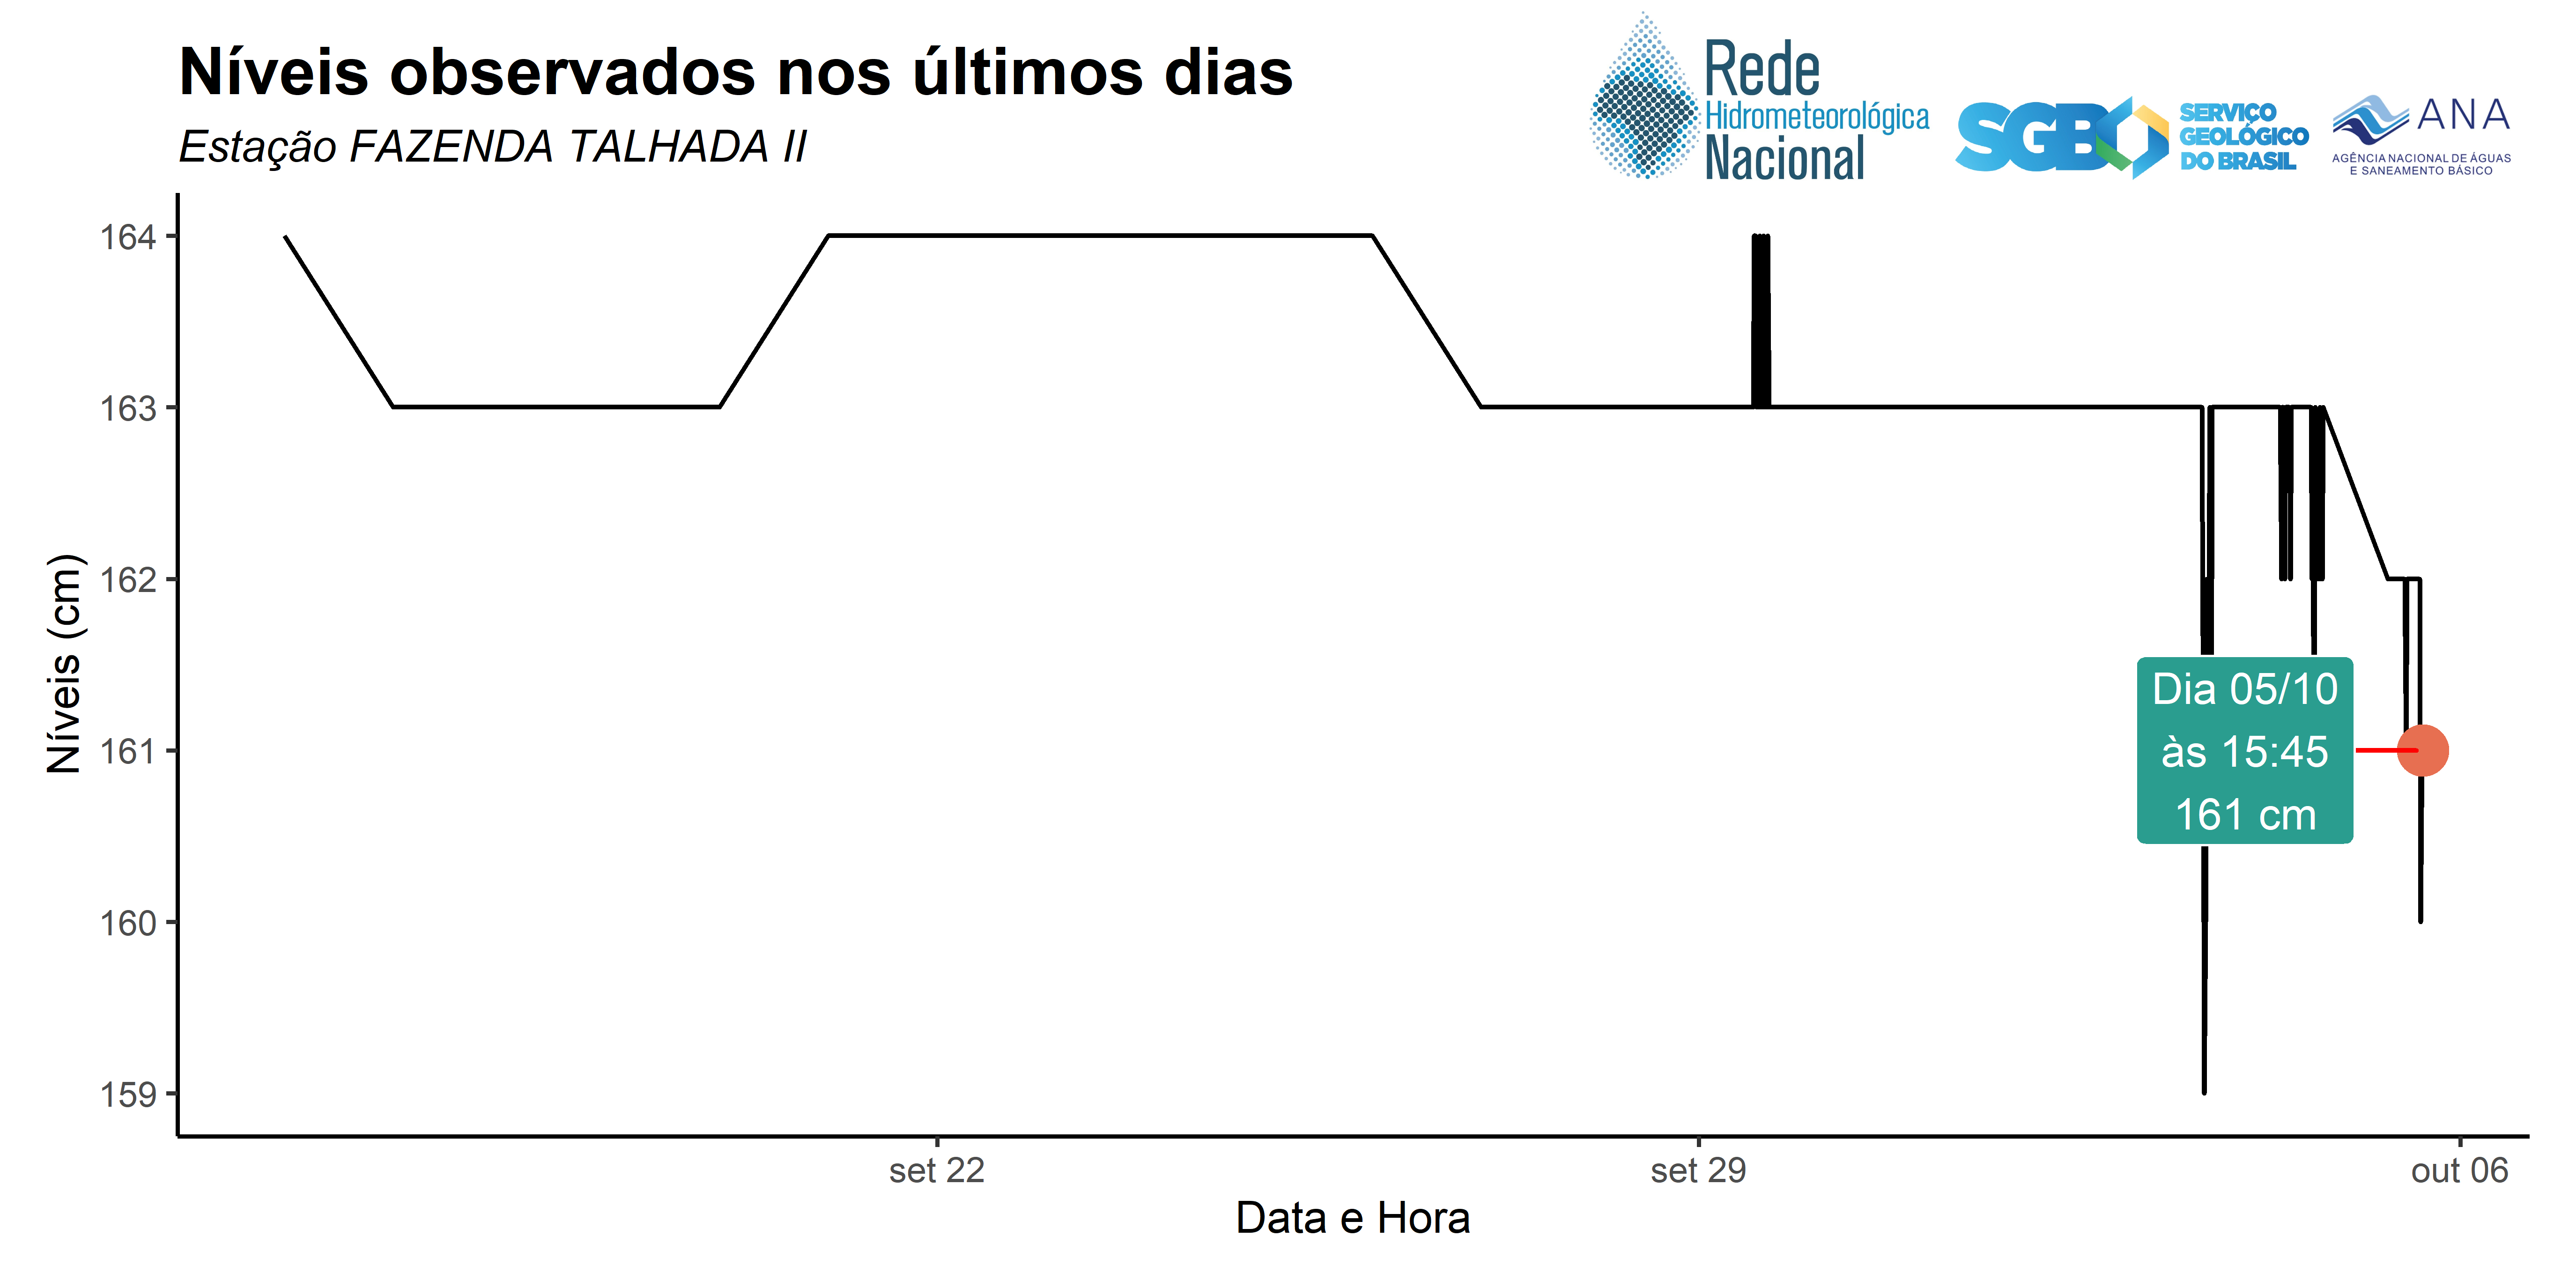 Níveis observados nos últimos dias
Estação FAZENDA TALHADA II
Rede
Hidrometeorológica
Nacional
SGB
SERVIÇO
GEOLÓGICO
DO BRASIL
ANA
AGÊNCIA NACIONAL DE ÁGUAS
E SANEAMENTO BÁSICO
Níveis (cm)
164
163
162
161
160
159
Dia 05/10
às 15:45
161 cm
set 22
set 29
out 06
Data e Hora